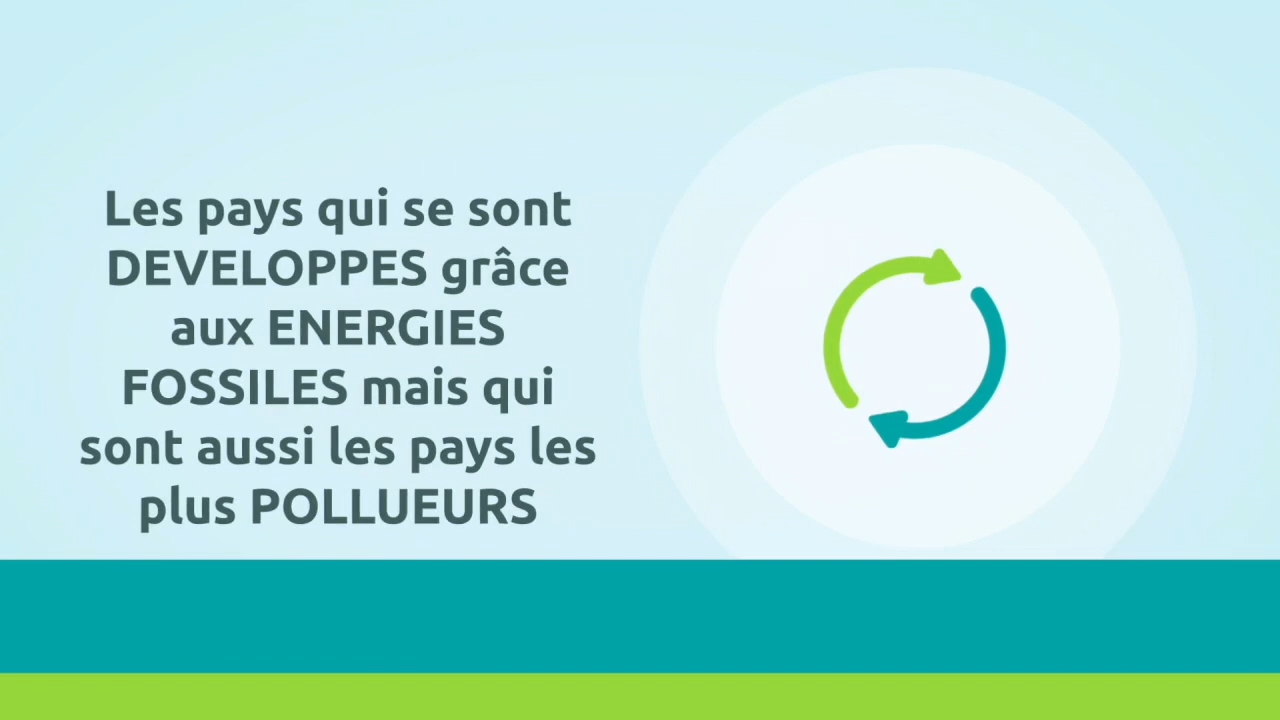 Les pays qui se sont
DEVELOPPES grâce
aux ENERGIES
FOSSILES mais qui
sont aussi les pays les
plus POLLUEURS